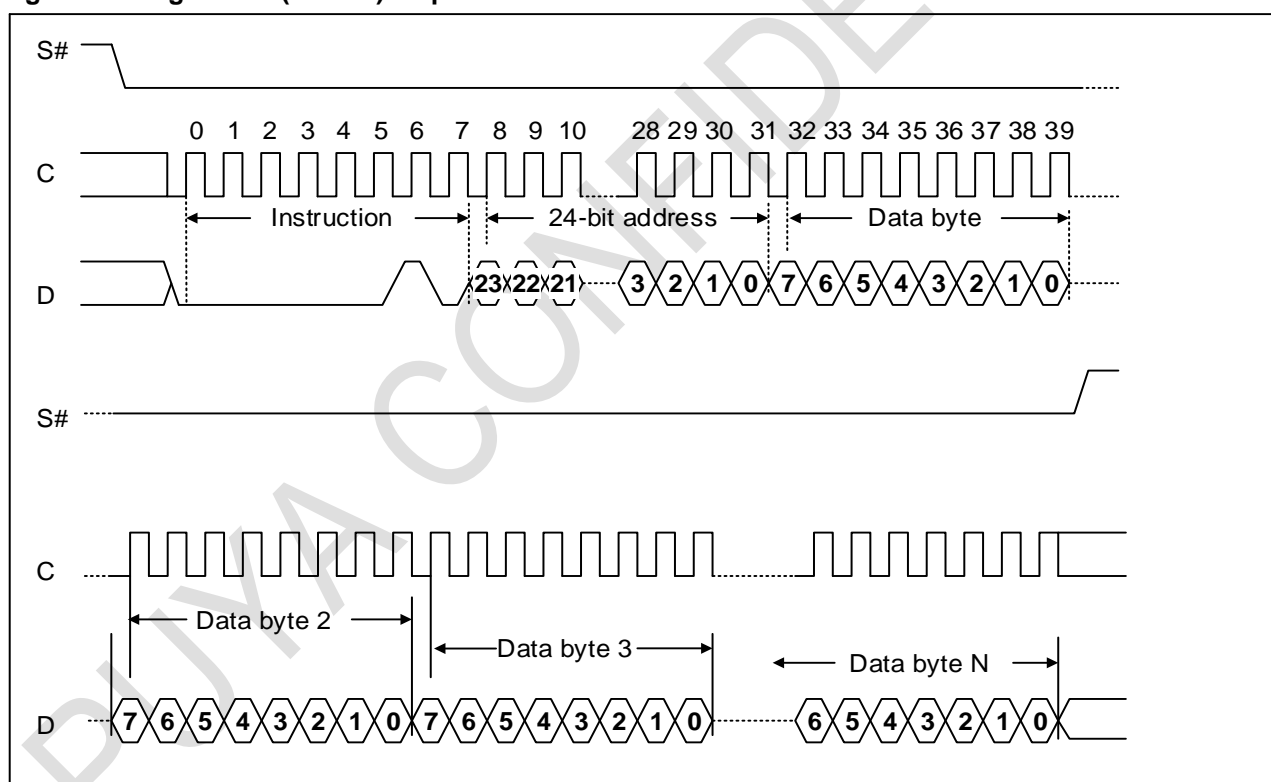 S#
0 1 2 3 4 5 6 7 8 9 10 28 29 30 31 32 33 34 35 36 37 38 39
C
Instruction 24-bit address Data byte
D 23 22 21 3 2 1 0 7 6 5 4 3 2 1 0
S#
C
Data byte 2 Data byte 3 Data byte N
D 7 6 5 4 3 2 1 0 7 6 5 4 3 2 1 0 6 5 4 3 2 1 0
PUYA CONFIDE